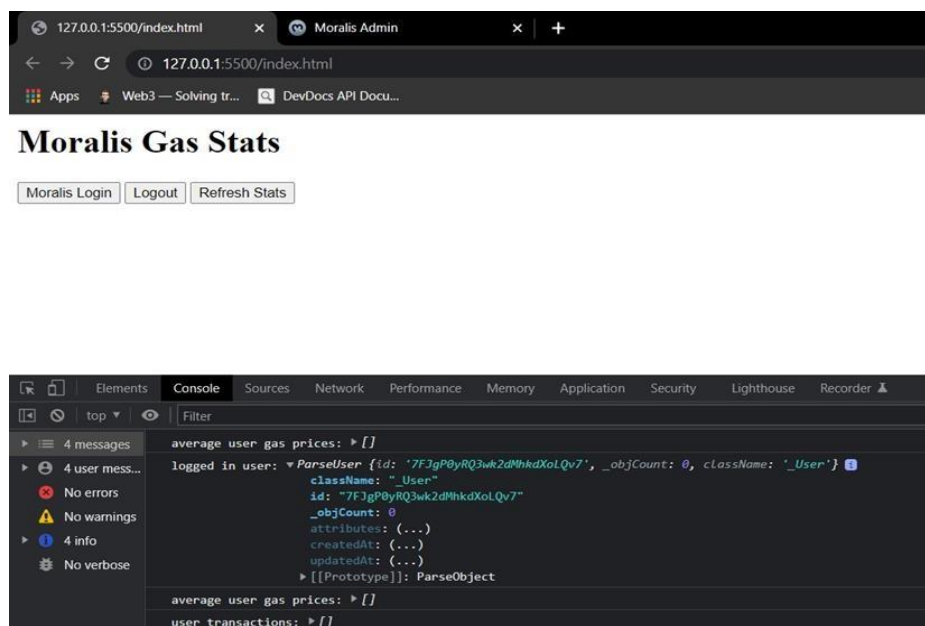 127.0.0.1:5500/index.html × Moralis Admin × +
127.0.0.1:5500/index.html
Apps Web3 — Solving tr... DevDocs API Docu...
Moralis Gas Stats
Moralis Login Logout Refresh Stats
Elements Console Sources Network Performance Memory Application Security Lighthouse Recorder
top ▼ Filter
▶ 4 messages average user gas prices: ▶ []
▶ 4 user mess... logged in user: ▼ ParseUser {id: '7FJgP0yRQ3wk2dMhkdXoLQv7', _objCount: 0, className: '_User'} i
className: "_User"
No errors id: "7FJgP0yRQ3wk2dMhkdXoLQv7"
_objCount: 0
No warnings attributes: (...)
▶ 4 info createdAt: (...)
updatedAt: (...)
No verbose ▶ [[Prototype]]: ParseObject
average user gas prices: ▶ []
user transactions: ▶ []